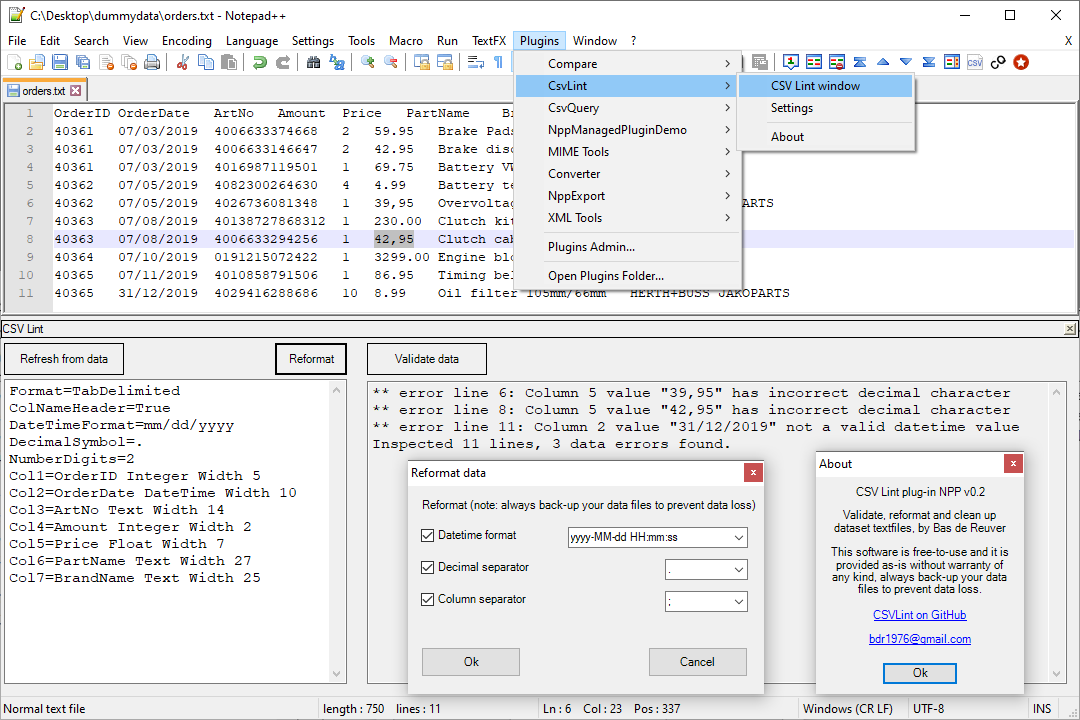 C:\Desktop\dummydata\orders.txt - Notepad++
File Edit Search View Encoding Language Settings Tools Macro Run TextFX Plugins Window ? X
orders.txt
Compare
CsvLint
CsvQuery
NppManagedPluginDemo
MIME Tools
Converter
NppExport
XML Tools
Plugins Admin...
Open Plugins Folder...
CSV Lint window
Settings
About
1 OrderID OrderDate ArtNo Amount Price PartName
2 40361 07/03/2019 4006633374668 2 59.95 Brake Pads
3 40361 07/03/2019 4006633146647 2 42.95 Brake disc
4 40361 07/03/2019 4016987119501 1 69.75 Battery VW
5 40362 07/05/2019 4082300264630 4 4.99 Battery te
6 40362 07/05/2019 4026736081348 1 39,95 Overvoltag ARTS
7 40363 07/08/2019 40138727868312 1 230.00 Clutch kit
8 40363 07/08/2019 4006633294256 1 42,95 Clutch cab
9 40364 07/10/2019 0191215072422 1 3299.00 Engine blo
10 40365 07/11/2019 4010858791506 1 86.95 Timing bel
11 40365 31/12/2019 4029416288686 10 8.99 Oil filter 105mm/66mm HERTH+BUSS JAKOPARTS
CSV Lint
Refresh from data Reformat Validate data
Format=TabDelimited
ColNameHeader=True
DateTimeFormat=mm/dd/yyyy
DecimalSymbol=.
NumberDigits=2
Col1=OrderID Integer Width 5
Col2=OrderDate DateTime Width 10
Col3=ArtNo Text Width 14
Col4=Amount Integer Width 2
Col5=Price Float Width 7
Col6=PartName Text Width 27
Col7=BrandName Text Width 25
** error line 6: Column 5 value "39,95" has incorrect decimal character
** error line 8: Column 5 value "42,95" has incorrect decimal character
** error line 11: Column 2 value "31/12/2019" not a valid datetime value
Inspected 11 lines, 3 data errors found.
Reformat data
Reformat (note: always back-up your data files to prevent data loss)
Datetime format yyyy-MM-dd HH:mm:ss
Decimal separator .
Column separator ;
Ok Cancel
About
CSV Lint plug-in NPP v0.2
Validate, reformat and clean up
dataset textfiles, by Bas de Reuver
This software is free-to-use and it is
provided as-is without warranty of
any kind, always back-up your data
files to prevent data loss.
CSVLint on GitHub
bdr1976@gmail.com
Ok
Normal text file length : 750 lines : 11 Ln : 6 Col : 23 Pos : 337 Windows (CR LF) UTF-8 INS